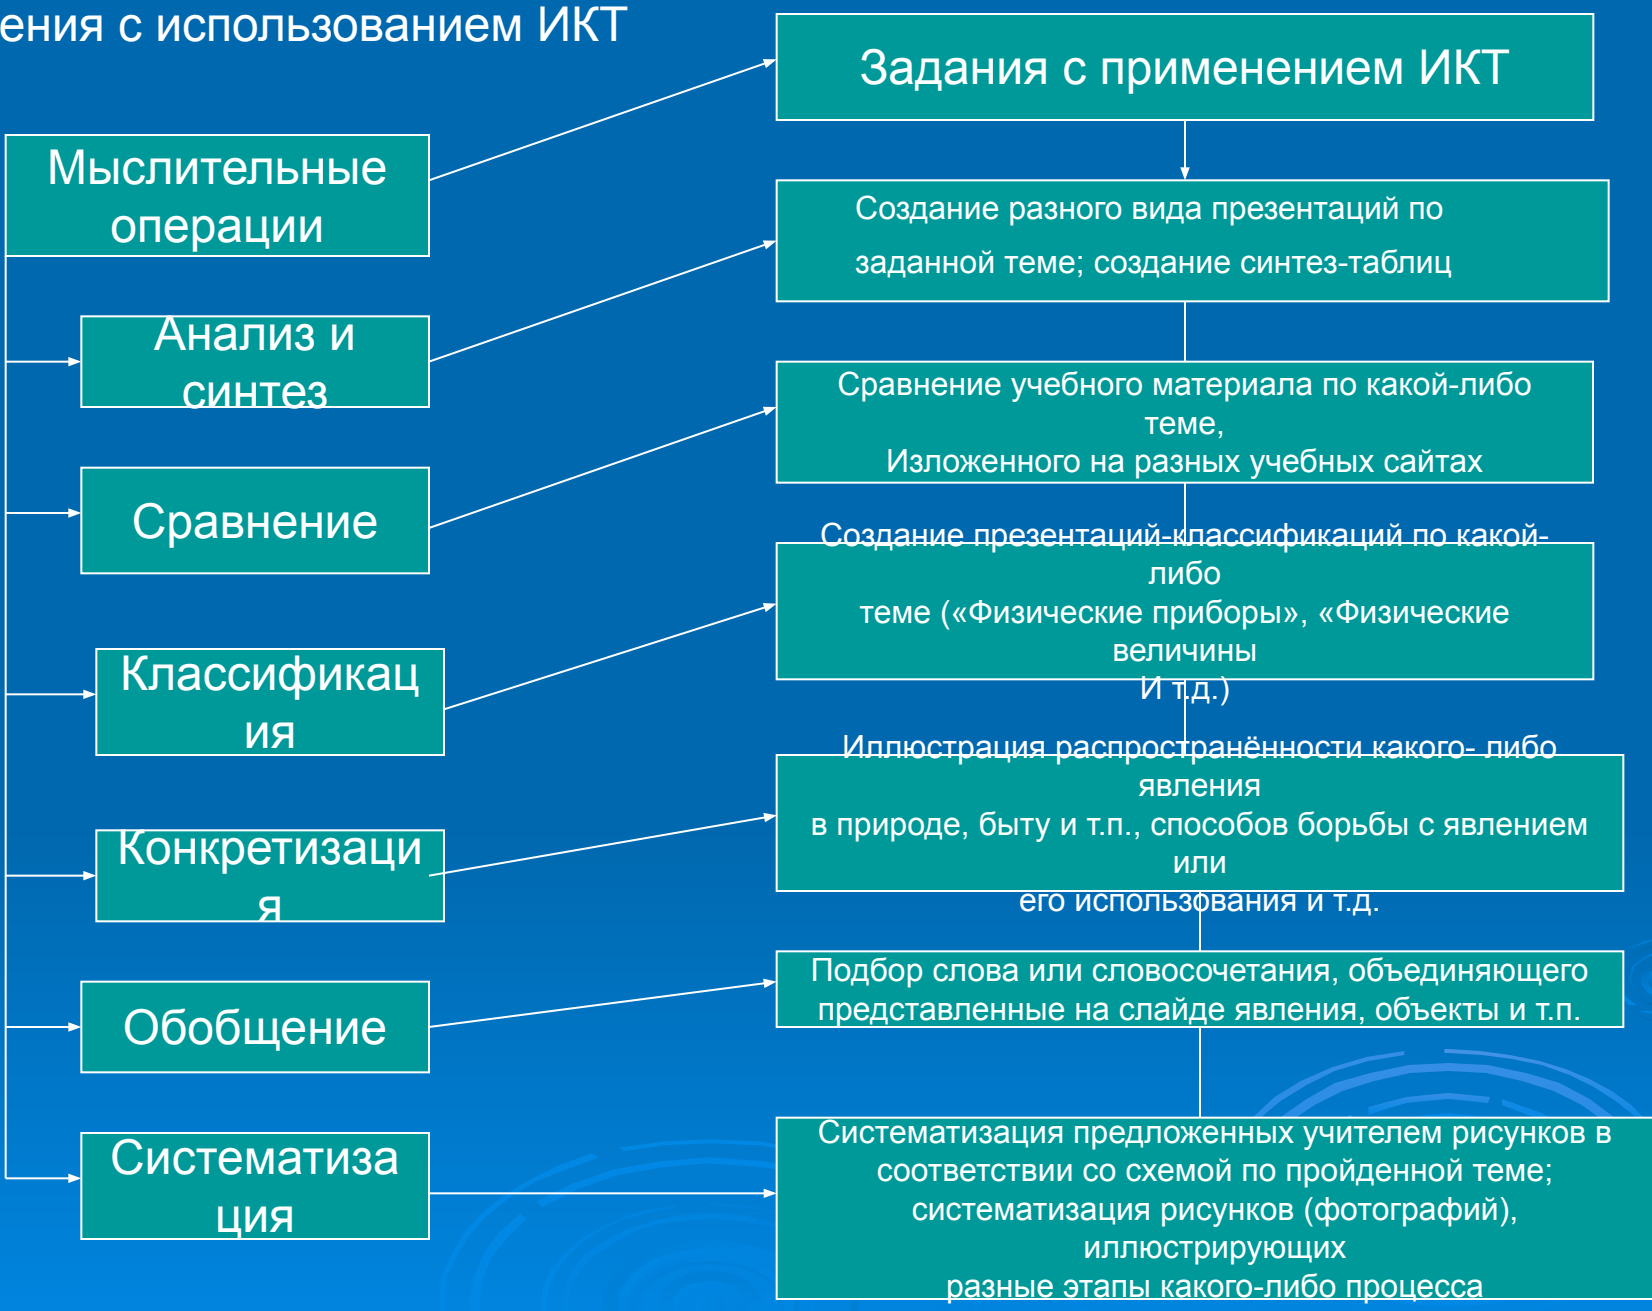 ения с использованием ИКТ
Задания с применением ИКТ
Мыслительные
операции
Создание разного вида презентаций по
заданной теме; создание синтез-таблиц
Анализ и
синтез
Сравнение учебного материала по какой-либо
теме,
Изложенного на разных учебных сайтах
Сравнение
Создание презентаций-классификаций по какой-
либо
теме («Физические приборы», «Физические
величины
И т.д.)
Классификац
ия
Иллюстрация распространённости какого- либо
явления
в природе, быту и т.п., способов борьбы с явлением
или
его использования и т.д.
Конкретизаци
я
Подбор слова или словосочетания, объединяющего
представленные на слайде явления, объекты и т.п.
Обобщение
Систематизация предложенных учителем рисунков в
соответствии со схемой по пройденной теме;
систематизация рисунков (фотографий),
иллюстрирующих
разные этапы какого-либо процесса
Систематиза
ция